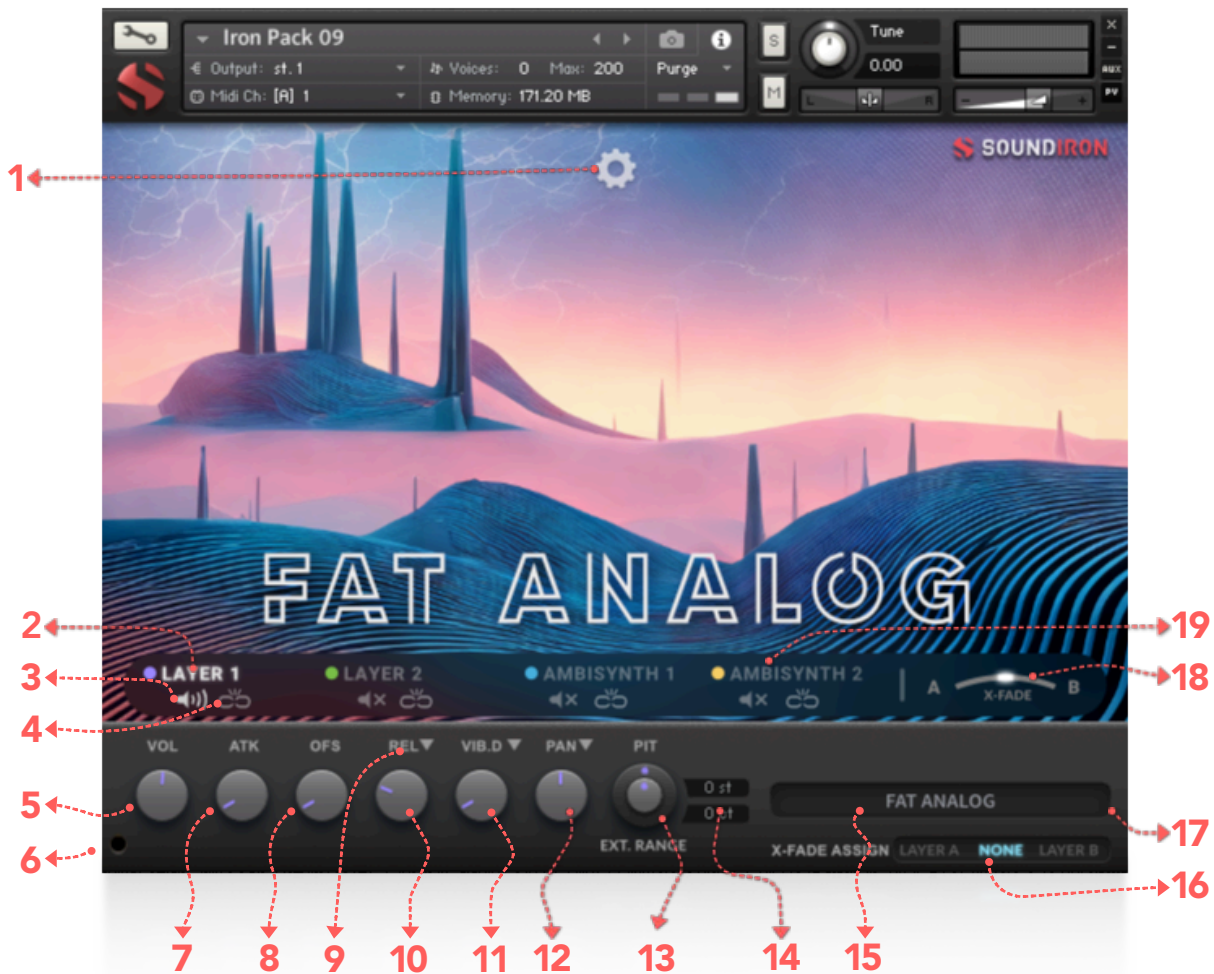 Iron Pack 09
Output: st.1
Voices: 0 Max: 200
Purge
Midi Ch: [A] 1
Memory: 171.20 MB
S
M
Tune
0.00
L
R
AUX
PV
SOUNDIRON
1
FAT ANALOG
2
19
LAYER 1
LAYER 2
AMBISYNTH 1
AMBISYNTH 2
A
X-FADE
B
3
18
4
VOL
ATK
OFS
REL
VIB.D
PAN
PIT
0 st
5
FAT ANALOG
17
6
EXT. RANGE
X-FADE ASSIGN
LAYER A
NONE
LAYER B
16
7
8
9
10
11
12
13
14
15